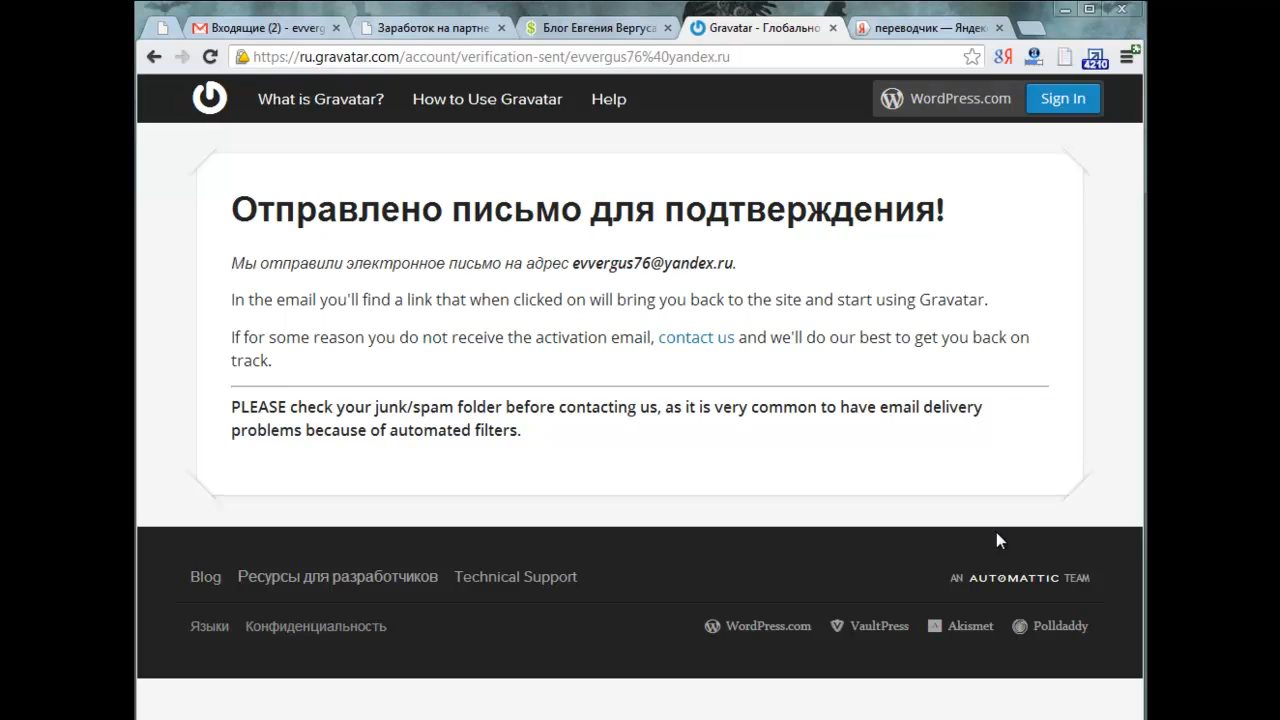 Входящие (2) - evverg
Заработок на партне
Блог Евгения Вергуса
Gravatar - Глобально
переводчик — Яндек
https://ru.gravatar.com/account/verification-sent/evvergus76%40yandex.ru
4210
What is Gravatar?
How to Use Gravatar
Help
WordPress.com
Sign In
Отправлено письмо для подтверждения!
Мы отправили электронное письмо на адрес evvergus76@yandex.ru.
In the email you'll find a link that when clicked on will bring you back to the site and start using Gravatar.
If for some reason you do not receive the activation email, contact us and we'll do our best to get you back on
track.
PLEASE check your junk/spam folder before contacting us, as it is very common to have email delivery
problems because of automated filters.
Blog
Ресурсы для разработчиков
Technical Support
AN AUTOMATTIC TEAM
Языки
Конфиденциальность
WordPress.com
VaultPress
Akismet
Polldaddy